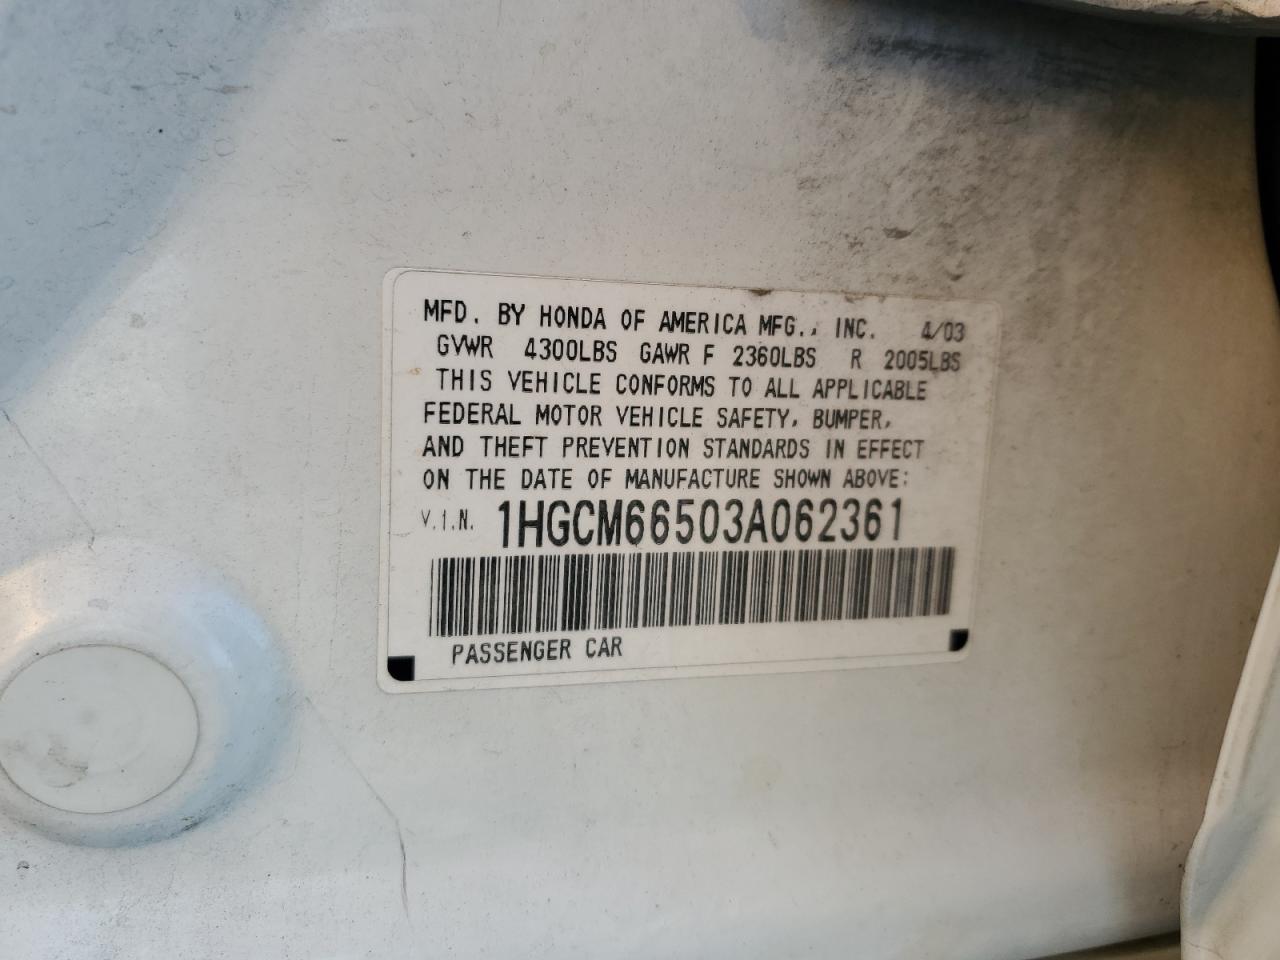 MFD. BY HONDA OF AMERICA MFG., INC. 4/03
GVWR 4300LBS GAWR F 2360LBS R 2005LBS
THIS VEHICLE CONFORMS TO ALL APPLICABLE
FEDERAL MOTOR VEHICLE SAFETY, BUMPER,
AND THEFT PREVENTION STANDARDS IN EFFECT
ON THE DATE OF MANUFACTURE SHOWN ABOVE:
V.I.N. 1HGCM66503A062361
PASSENGER CAR